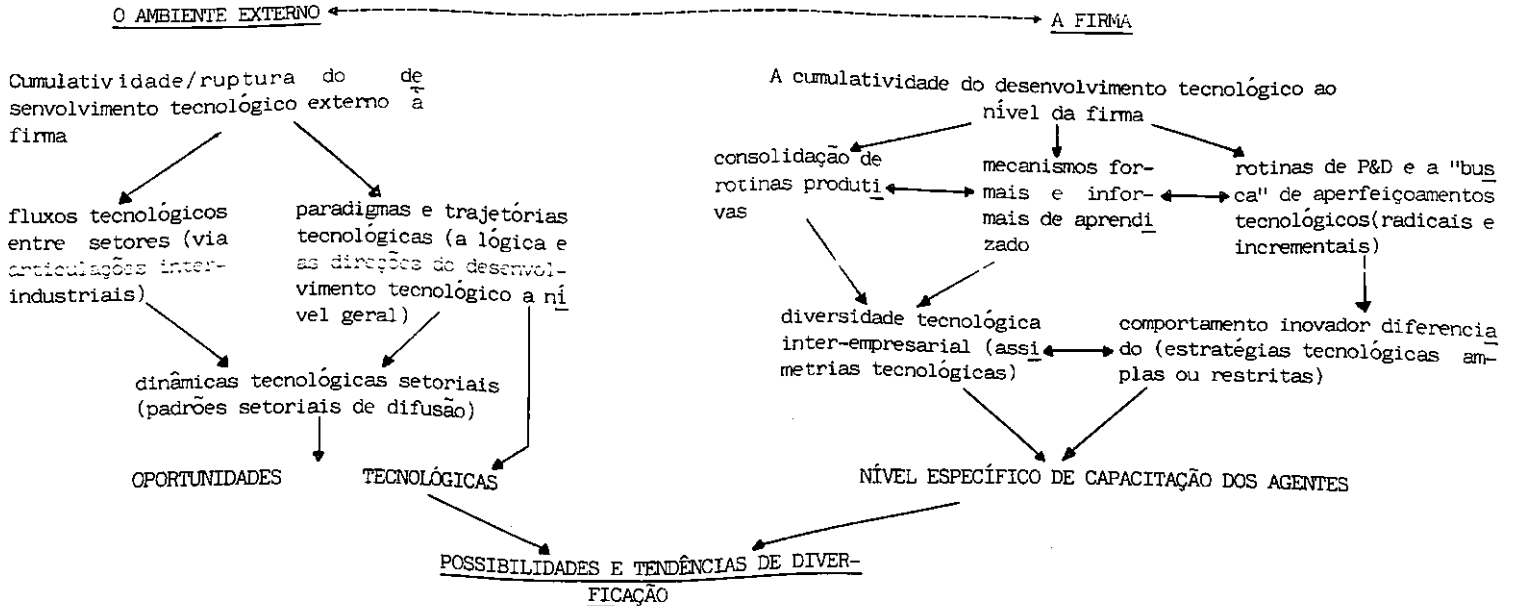 O AMBIENTE EXTERNO
A FIRMA
Cumulatividade/ruptura do de
senvolvimento tecnológico externo à
firma
fluxos tecnológicos
entre setores (via
articulações inter-
industriais)
paradigmas e trajetórias
tecnológicas (a lógica e
as direções do desenvol-
vimento tecnológico a ní
vel geral)
dinâmicas tecnológicas setoriais
(padrões setoriais de difusão)
OPORTUNIDADES TECNOLÓGICAS
A cumulatividade do desenvolvimento tecnológico ao
nível da firma
consolidação de
rotinas produti
vas
mecanismos for-
mais e infor-
mais de aprendi
zado
rotinas de P&D e a "bus
ca" de aperfeiçoamentos
tecnológicos(radicais e
incrementais)
diversidade tecnológica
inter-empresarial (assi
metrias tecnológicas)
comportamento inovador diferencia
do (estratégias tecnológicas am-
plas ou restritas)
NÍVEL ESPECÍFICO DE CAPACITAÇÃO DOS AGENTES
POSSIBILIDADES E TENDÊNCIAS DE DIVER-
FICAÇÃO